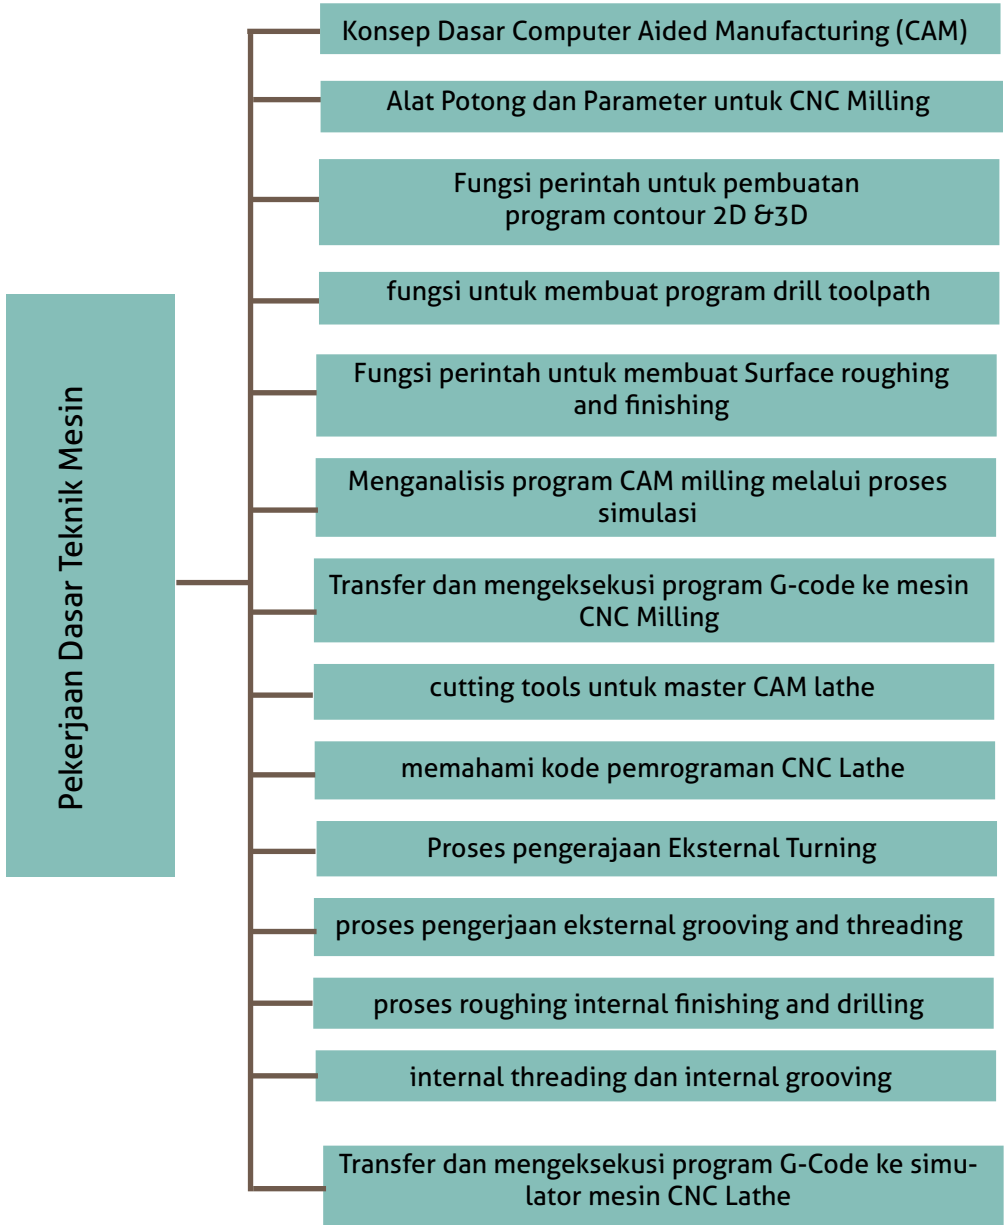 Pekerjaan Dasar Teknik Mesin
Konsep Dasar Computer Aided Manufacturing (CAM)
Alat Potong dan Parameter untuk CNC Milling
Fungsi perintah untuk pembuatan
program contour 2D &3D
fungsi untuk membuat program drill toolpath
Fungsi perintah untuk membuat Surface roughing
and finishing
Menganalisis program CAM milling melalui proses
simulasi
Transfer dan mengeksekusi program G-code ke mesin
CNC Milling
cutting tools untuk master CAM lathe
memahami kode pemrograman CNC Lathe
Proses pengerajaan Eksternal Turning
proses pengerjaan eksternal grooving and threading
proses roughing internal finishing and drilling
internal threading dan internal grooving
Transfer dan mengeksekusi program G-Code ke simu-
lator mesin CNC Lathe